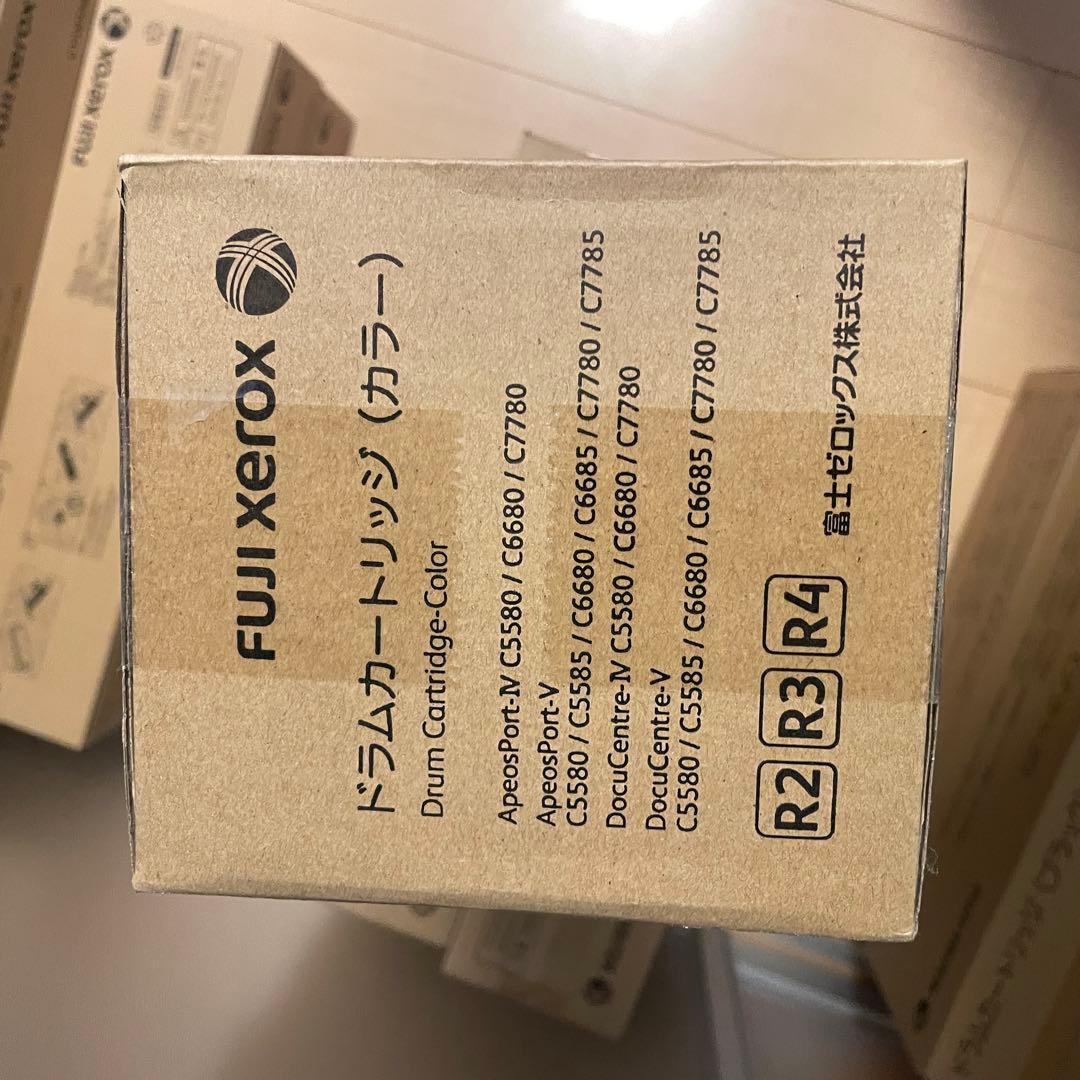 FUJI xerox
ドラムカートリッジ（カラー）
Drum Cartridge-Color
ApeosPort-Ⅳ C5580 / C6680 / C7780
ApeosPort-V
C5580 / C5585 / C6680 / C6685 / C7780 / C7785
DocuCentre-Ⅳ C5580 / C6680 / C7780
DocuCentre-V
C5580 / C5585 / C6680 / C6685 / C7780 / C7785
R2 R3 R4
富士ゼロックス株式会社
FUJI xerox